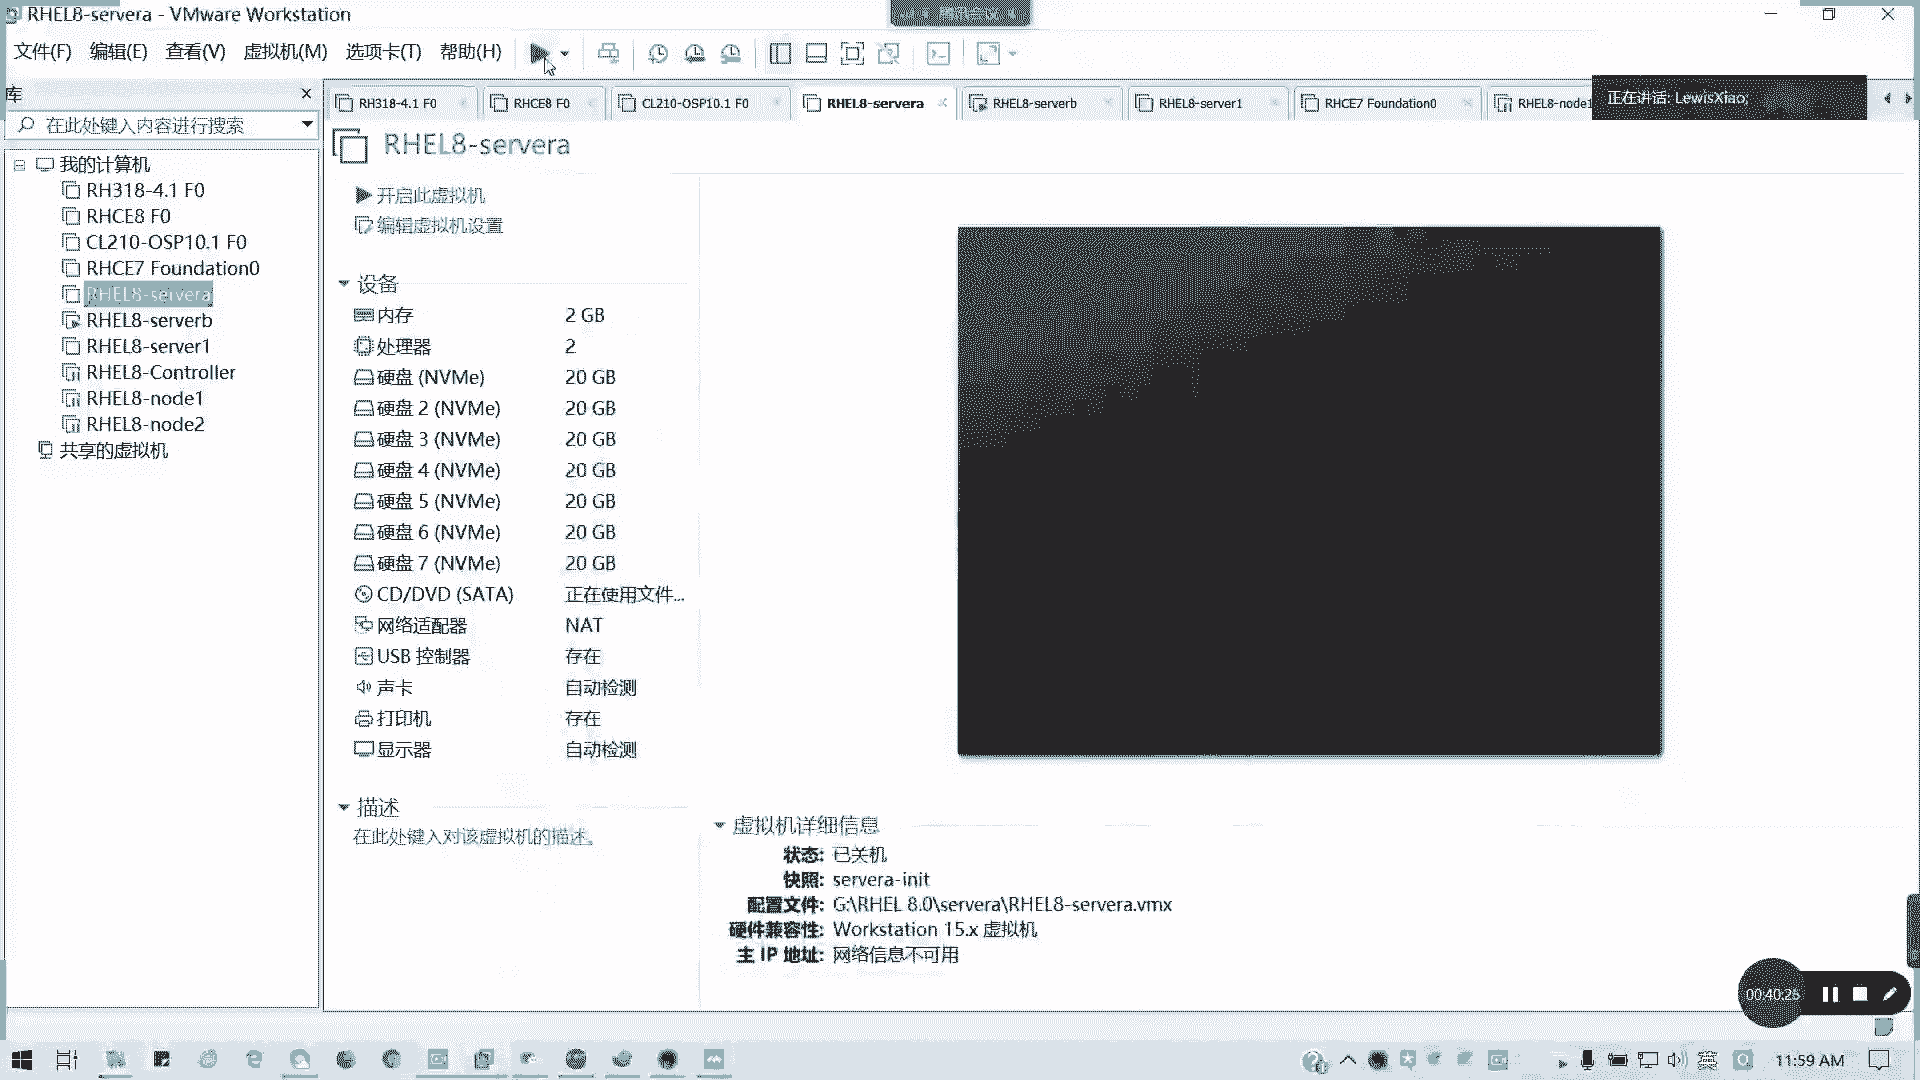 RHEL8-servera - VMware Workstation
文件(F) 编辑(E) 查看(V) 虚拟机(M) 选项卡(T) 帮助(H)
库
在此处键入内容进行搜索
我的计算机
RH318-4.1 F0
RHCE8 F0
CL210-OSP10.1 F0
RHCE7 Foundation0
RHEL8-servera
RHEL8-serverb
RHEL8-server1
RHEL8-Controller
RHEL8-node1
RHEL8-node2
共享的虚拟机
RH318-4.1 F0 RHCE8 F0 CL210-OSP10.1 F0 RHEL8-servera RHEL8-serverb RHEL8-server1 RHCE7 Foundation0 RHEL8-node1
正在讲话: LewisXiao;
RHEL8-servera
开启此虚拟机
编辑虚拟机设置
设备
内存 2 GB
处理器 2
硬盘 (NVMe) 20 GB
硬盘 2 (NVMe) 20 GB
硬盘 3 (NVMe) 20 GB
硬盘 4 (NVMe) 20 GB
硬盘 5 (NVMe) 20 GB
硬盘 6 (NVMe) 20 GB
硬盘 7 (NVMe) 20 GB
CD/DVD (SATA) 正在使用文件...
网络适配器 NAT
USB 控制器 存在
声卡 自动检测
打印机 存在
显示器 自动检测
描述
在此处键入对该虚拟机的描述。
虚拟机详细信息
状态: 已关机
快照: servera-init
配置文件: G:\RHEL 8.0\servera\RHEL8-servera.vmx
硬件兼容性: Workstation 15.x 虚拟机
主 IP 地址: 网络信息不可用
00:40:25
英
11:59 AM